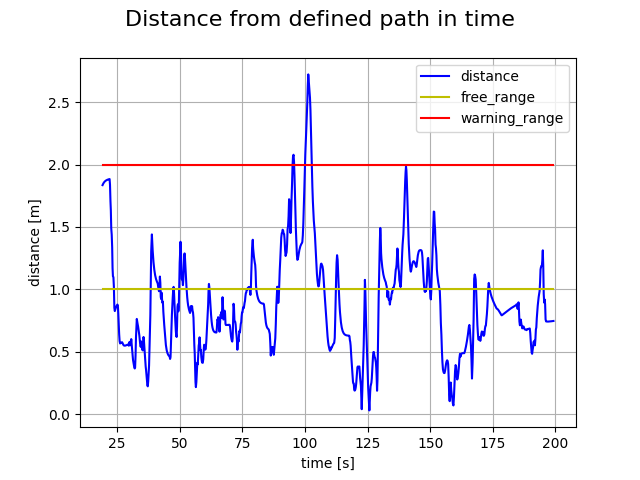 Distance from defined path in time
distance
free_range
warning_range
distance [m]
2.5
2.0
1.5
1.0
0.5
0.0
25 50 75 100 125 150 175 200
time [s]